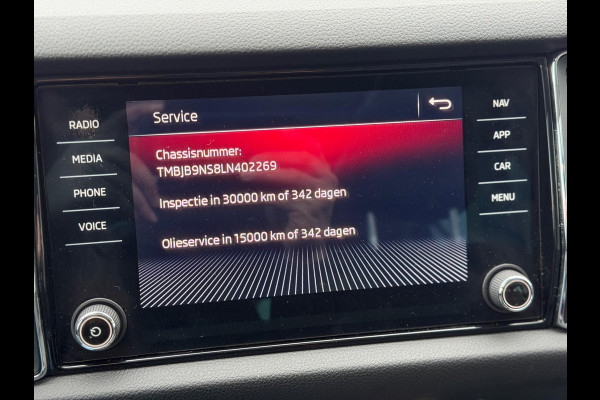 Service
Chassisnummer:
TMBJB9NS8LN402269
Inspectie in 30000 km of 342 dagen
Olieservice in 15000 km of 342 dagen
RADIO
MEDIA
PHONE
VOICE
NAV
APP
CAR
MENU